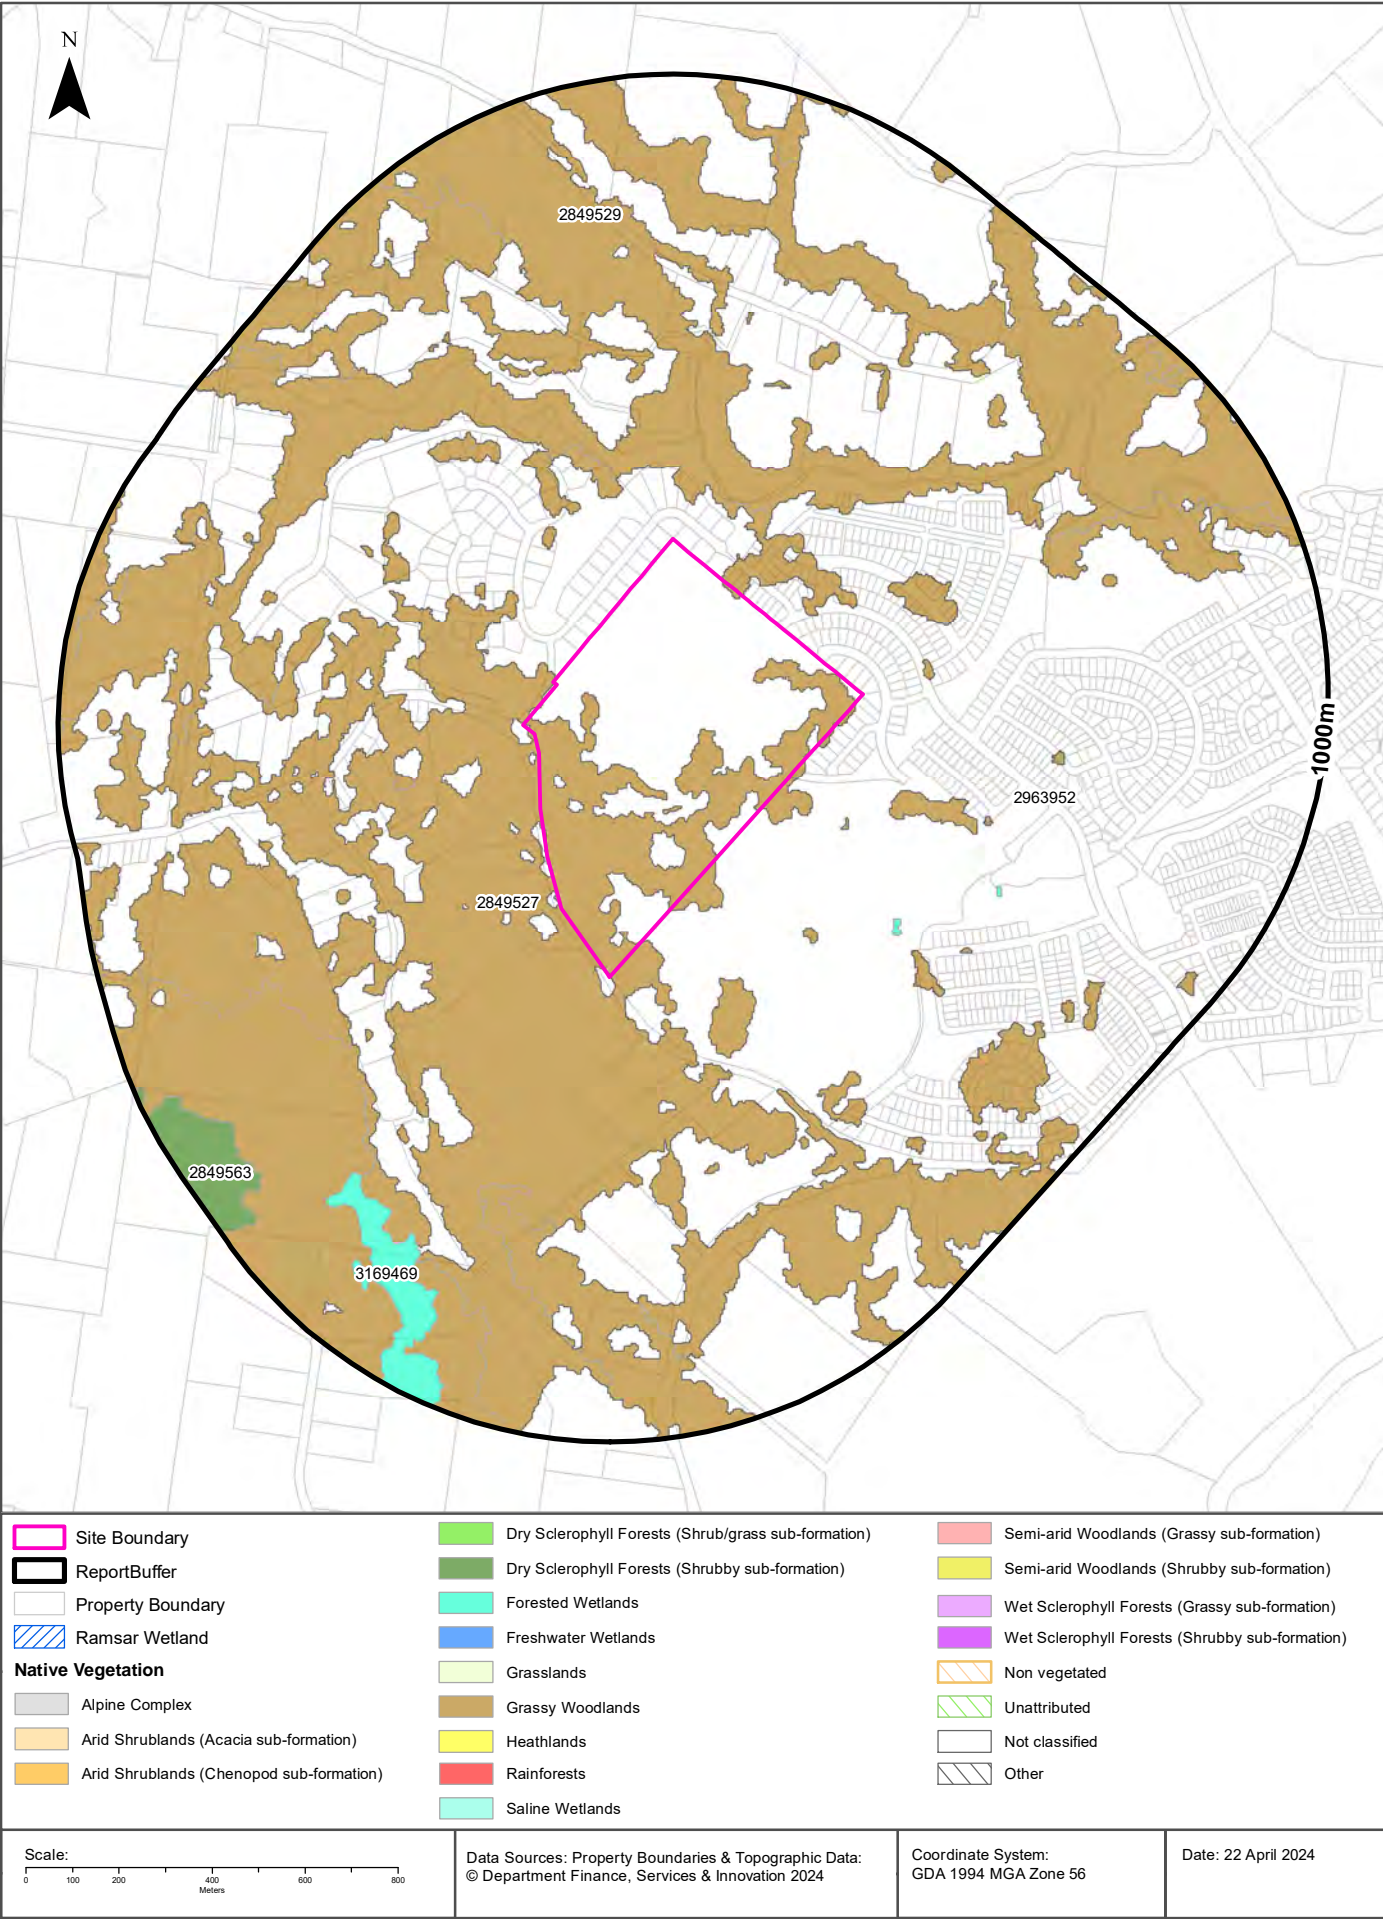 N
2849529
1000m
2963952
2849527
2849563
3169469
Site Boundary
ReportBuffer
Property Boundary
Ramsar Wetland
Native Vegetation
Alpine Complex
Arid Shrublands (Acacia sub-formation)
Arid Shrublands (Chenopod sub-formation)
Dry Sclerophyll Forests (Shrub/grass sub-formation)
Dry Sclerophyll Forests (Shrubby sub-formation)
Forested Wetlands
Freshwater Wetlands
Grasslands
Grassy Woodlands
Heathlands
Rainforests
Saline Wetlands
Semi-arid Woodlands (Grassy sub-formation)
Semi-arid Woodlands (Shrubby sub-formation)
Wet Sclerophyll Forests (Grassy sub-formation)
Wet Sclerophyll Forests (Shrubby sub-formation)
Non vegetated
Unattributed
Not classified
Other
Scale:
0 100 200 400 600 800
Meters
Data Sources: Property Boundaries & Topographic Data:
© Department Finance, Services & Innovation 2024
Coordinate System:
GDA 1994 MGA Zone 56
Date: 22 April 2024